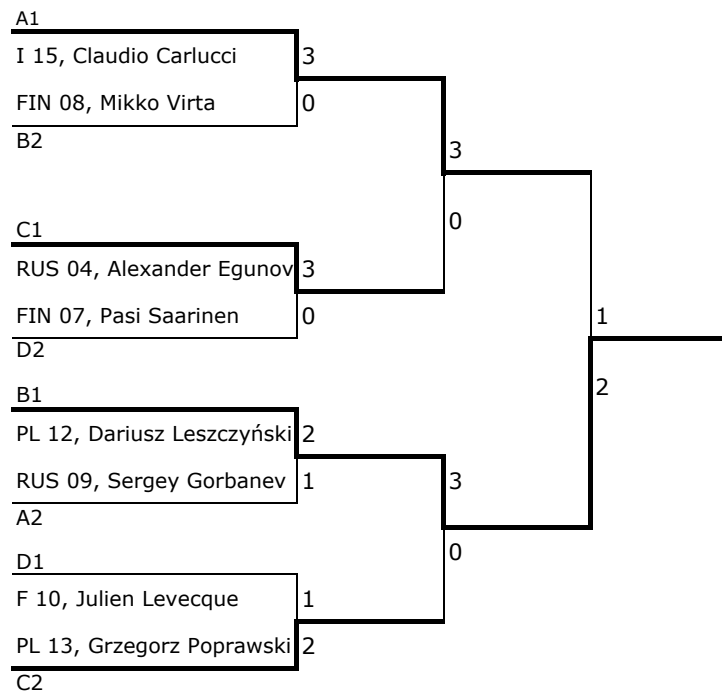 A1
I 15, Claudio Carlucci 3
FIN 08, Mikko Virta 0
B2
3
0
C1
RUS 04, Alexander Egunov 3
FIN 07, Pasi Saarinen 0
D2
1
2
B1
PL 12, Dariusz Leszczyński 2
RUS 09, Sergey Gorbanev 1
A2
3
0
D1
F 10, Julien Levecque 1
PL 13, Grzegorz Poprawski 2
C2